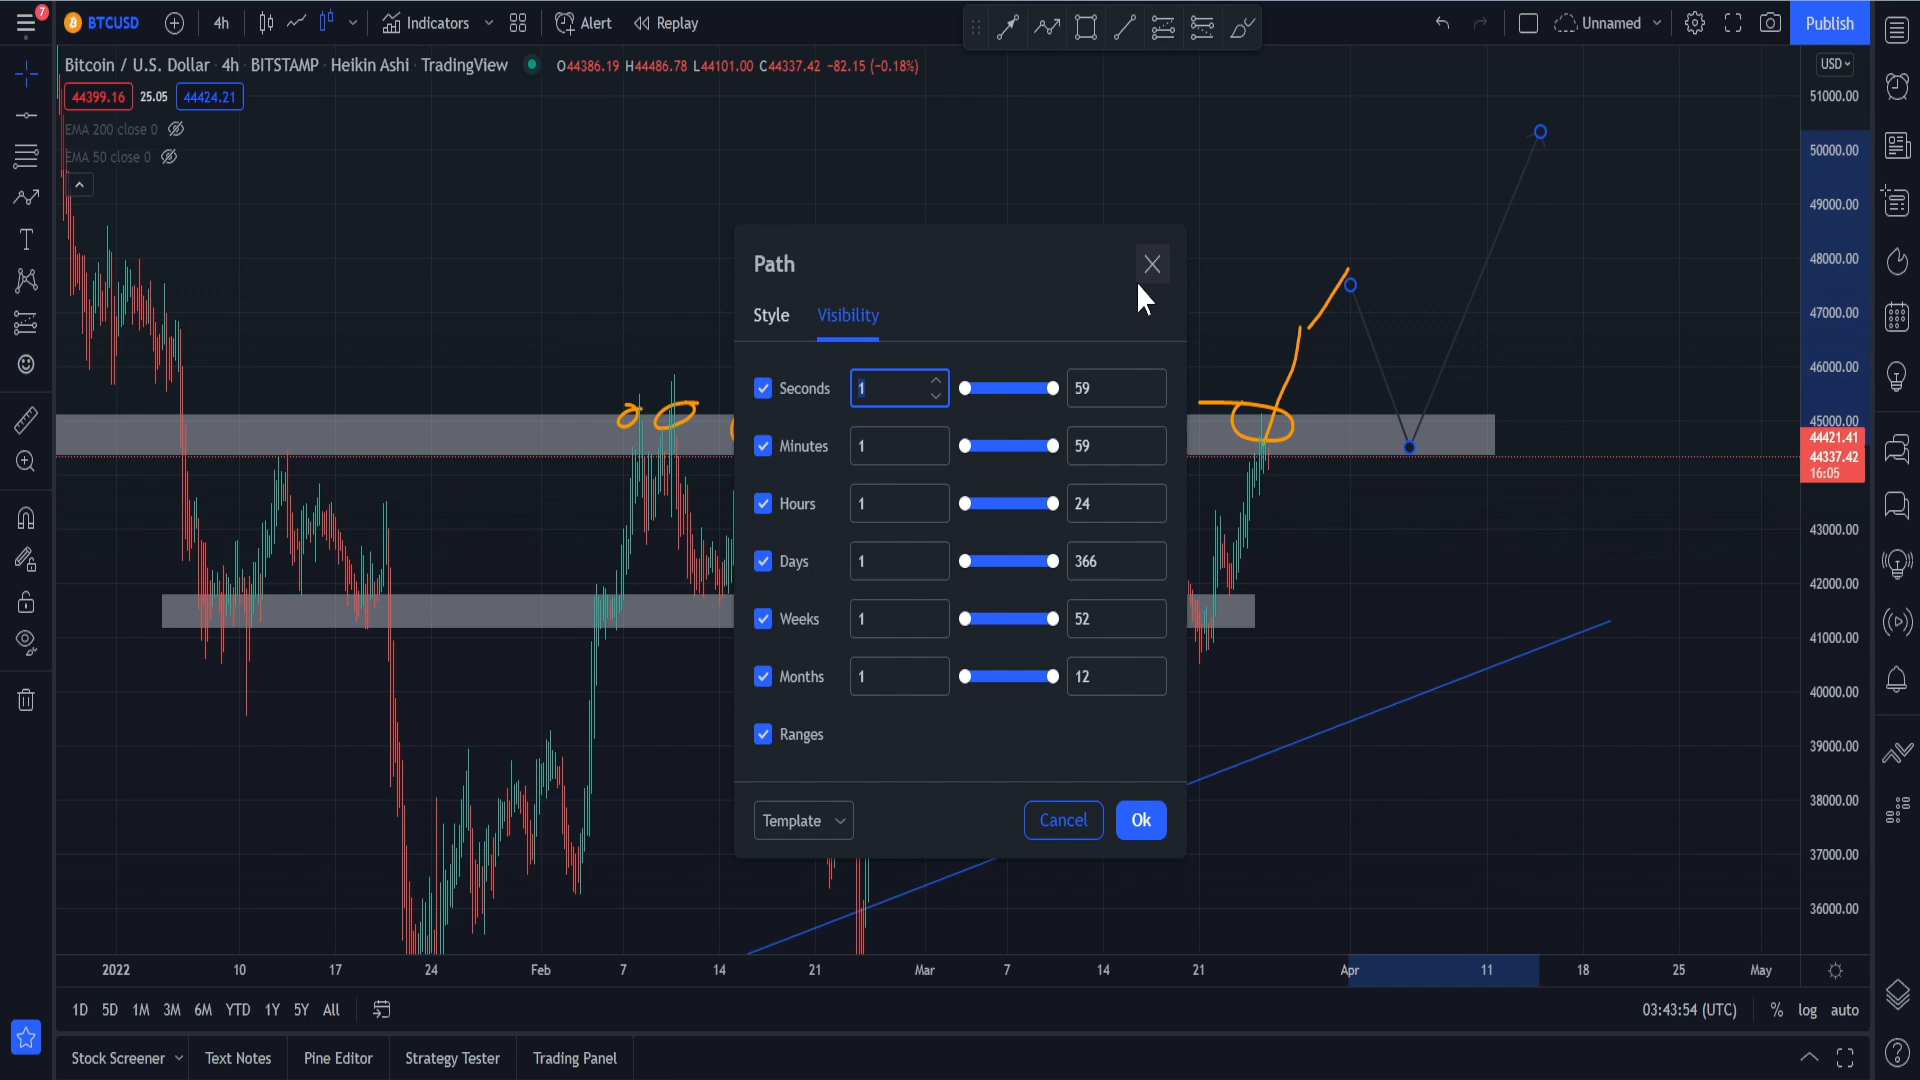 7
BTCUSD
4h
Indicators
Alert
Replay
Unnamed
Publish
Bitcoin / U.S. Dollar · 4h · BITSTAMP · Heikin Ashi · TradingView
O44386.19 H44486.78 L44101.00 C44337.42 -82.15 (-0.18%)
USD
44399.16
25.05
44424.21
EMA 200 close 0
EMA 50 close 0
51000.00
50000.00
49000.00
48000.00
47000.00
46000.00
45000.00
44421.41
44337.42
16:05
43000.00
42000.00
41000.00
40000.00
39000.00
38000.00
37000.00
36000.00
Path
Style
Visibility
Seconds 1 59
Minutes 1 59
Hours 1 24
Days 1 366
Weeks 1 52
Months 1 12
Ranges
Template
Cancel
Ok
2022 10 17 24 Feb 7 14 21 Mar 7 14 21 Apr 11 18 25 May
1D 5D 1M 3M 6M YTD 1Y 5Y All
03:43:54 (UTC)
% log auto
Stock Screener
Text Notes
Pine Editor
Strategy Tester
Trading Panel